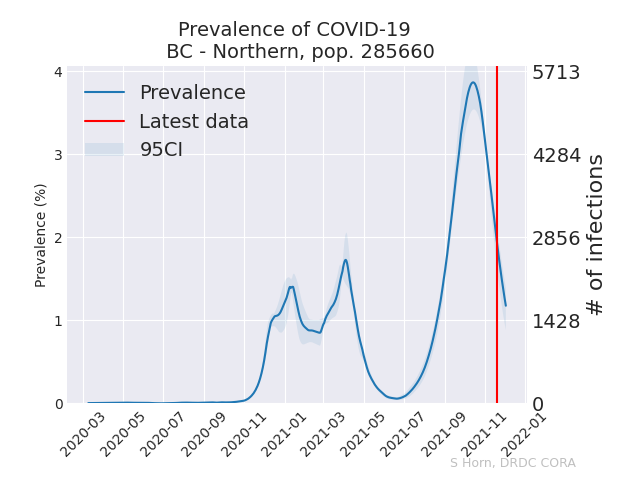 Prevalence of COVID-19
BC - Northern, pop. 285660
Prevalence
Latest data
95CI
Prevalence (%)
4
3
2
1
0
5713
4284
2856
1428
0
# of infections
2020-03
2020-05
2020-07
2020-09
2020-11
2021-01
2021-03
2021-05
2021-07
2021-09
2021-11
2022-01
S Horn, DRDC CORA